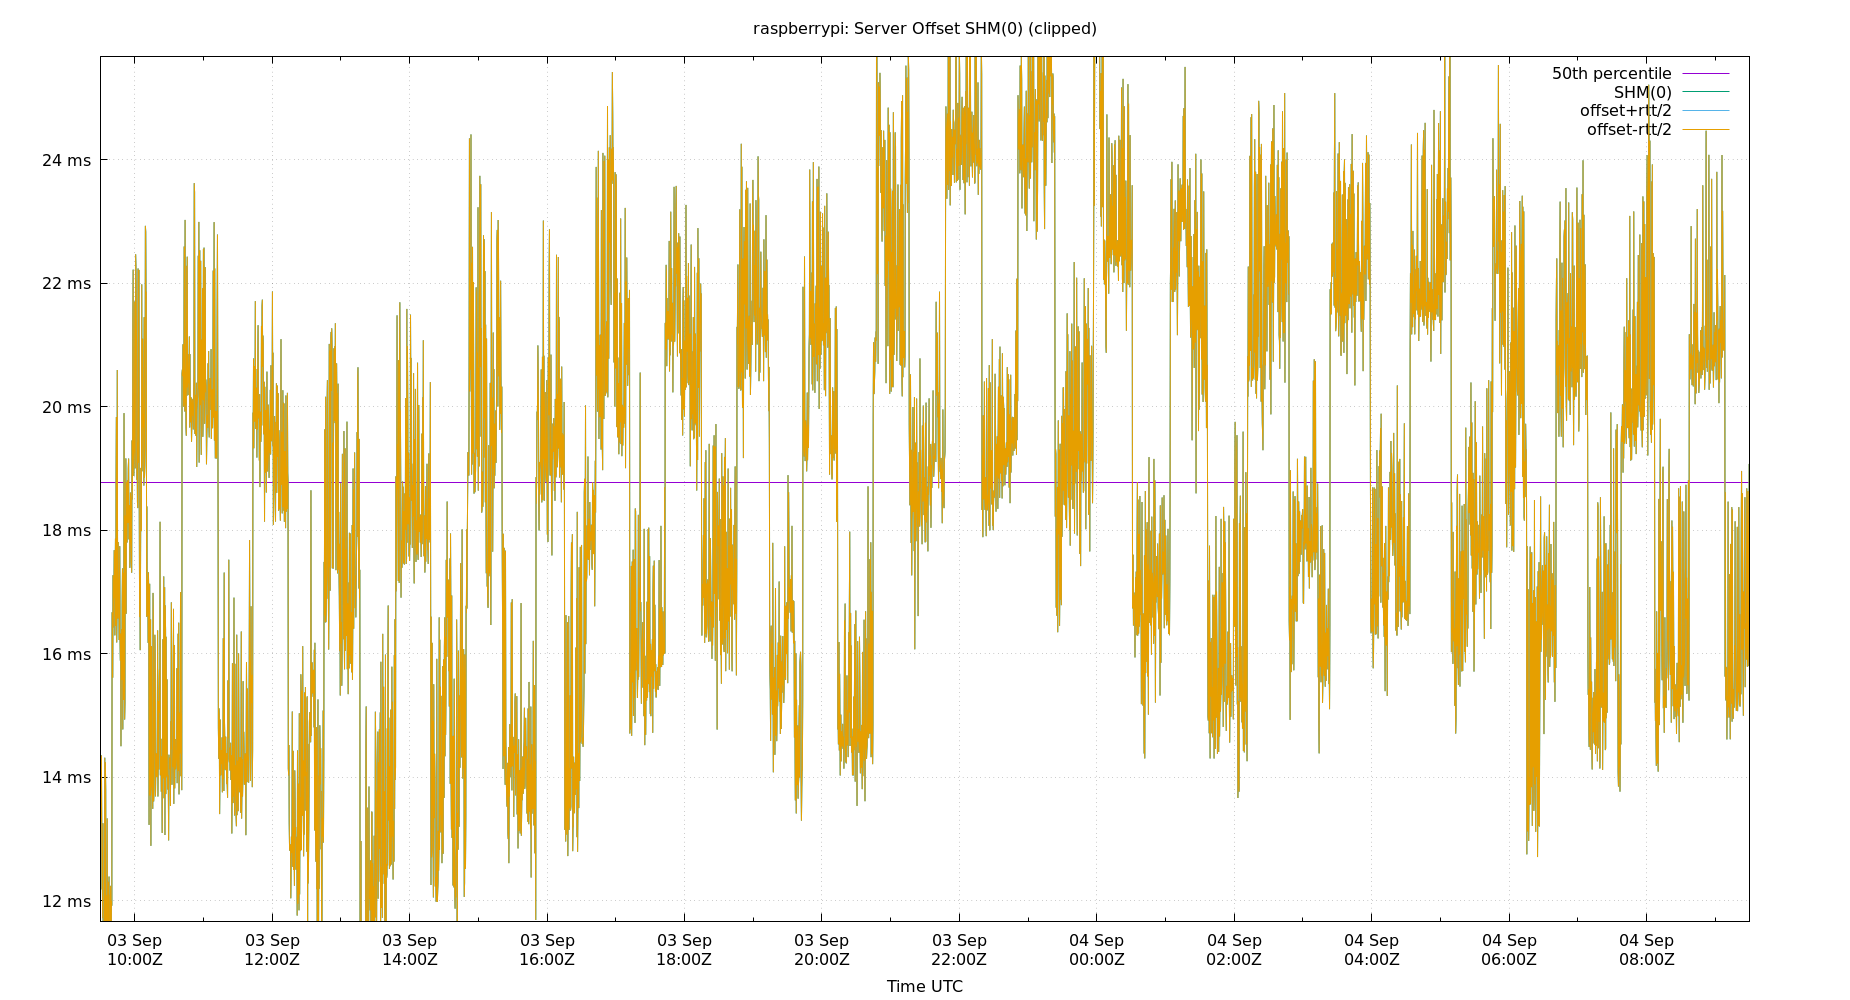 raspberrypi: Server Offset SHM(0) (clipped)
50th percentile
SHM(0)
offset+rtt/2
offset-rtt/2
24 ms
22 ms
20 ms
18 ms
16 ms
14 ms
12 ms
03 Sep 03 Sep 03 Sep 03 Sep 03 Sep 03 Sep 03 Sep 04 Sep 04 Sep 04 Sep 04 Sep 04 Sep
10:00Z 12:00Z 14:00Z 16:00Z 18:00Z 20:00Z 22:00Z 00:00Z 02:00Z 04:00Z 06:00Z 08:00Z
Time UTC